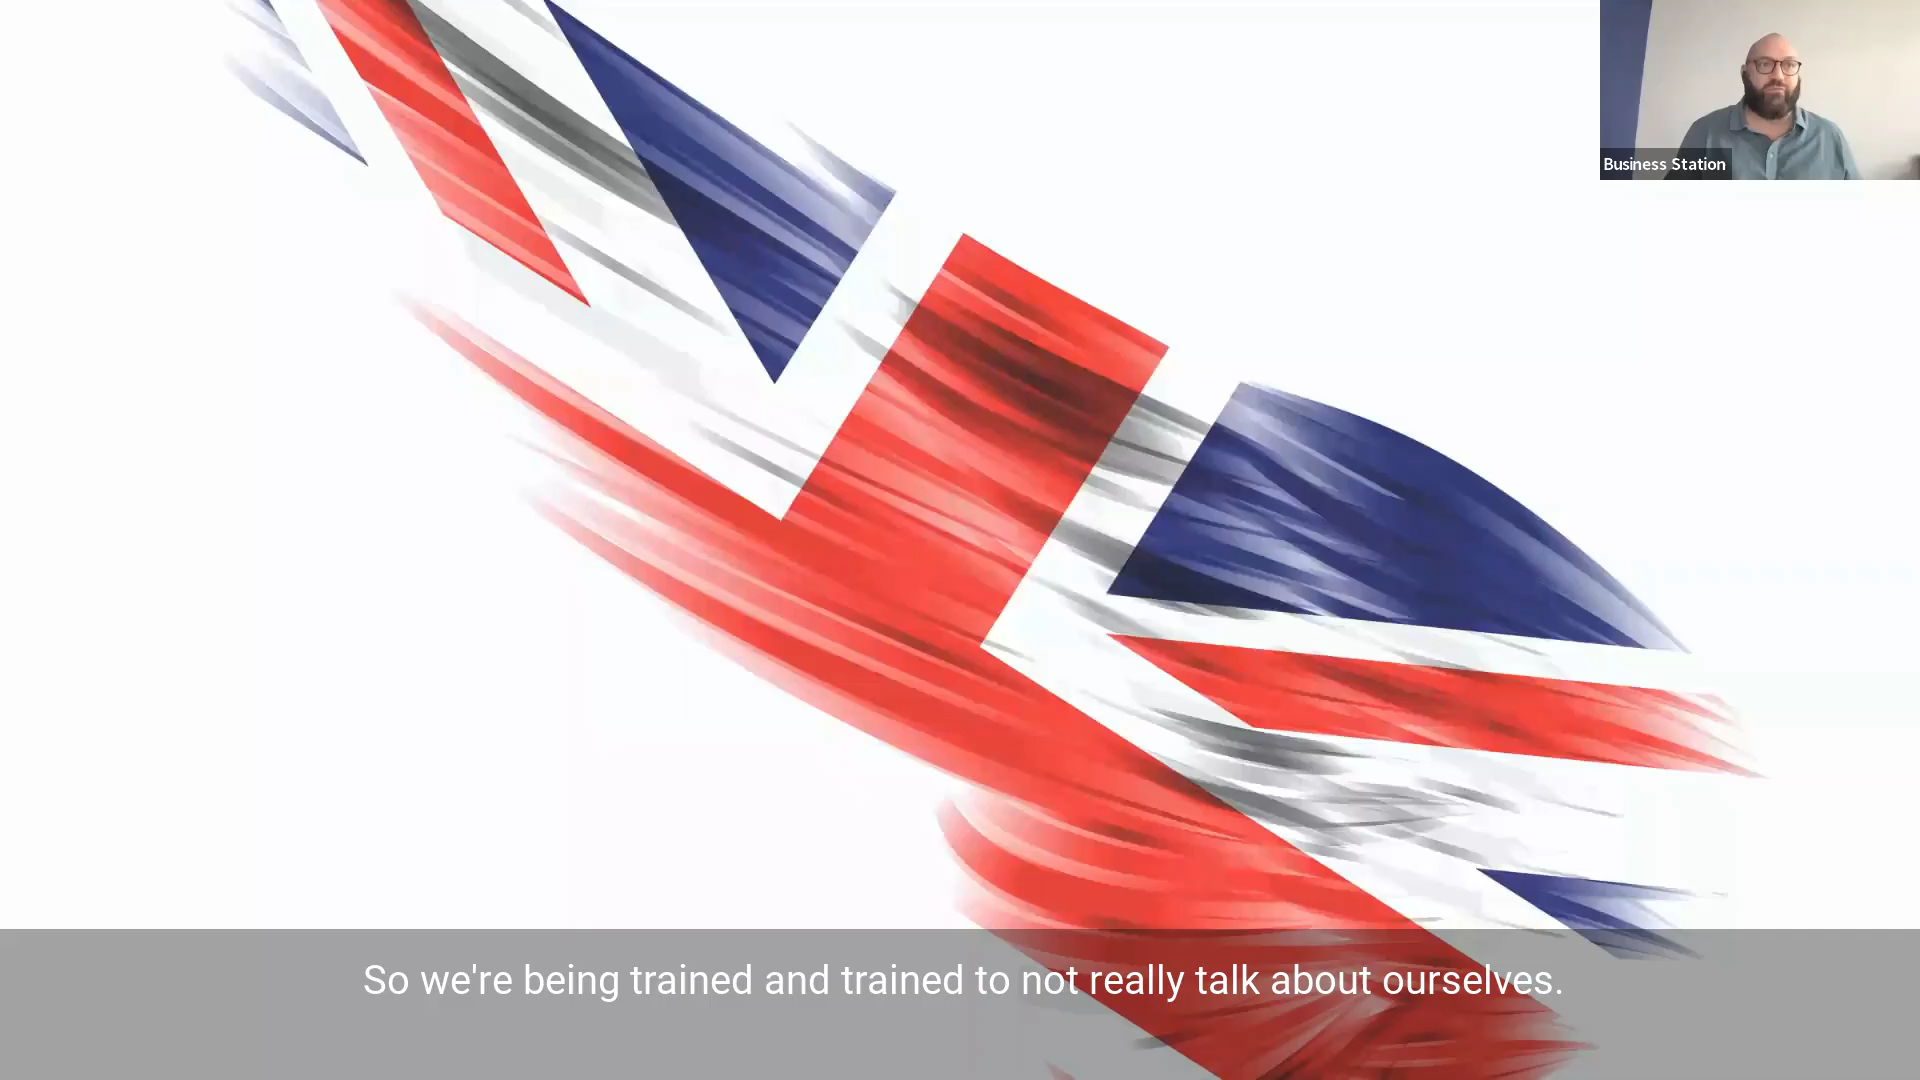 Business Station
So we're being trained and trained to not really talk about ourselves.